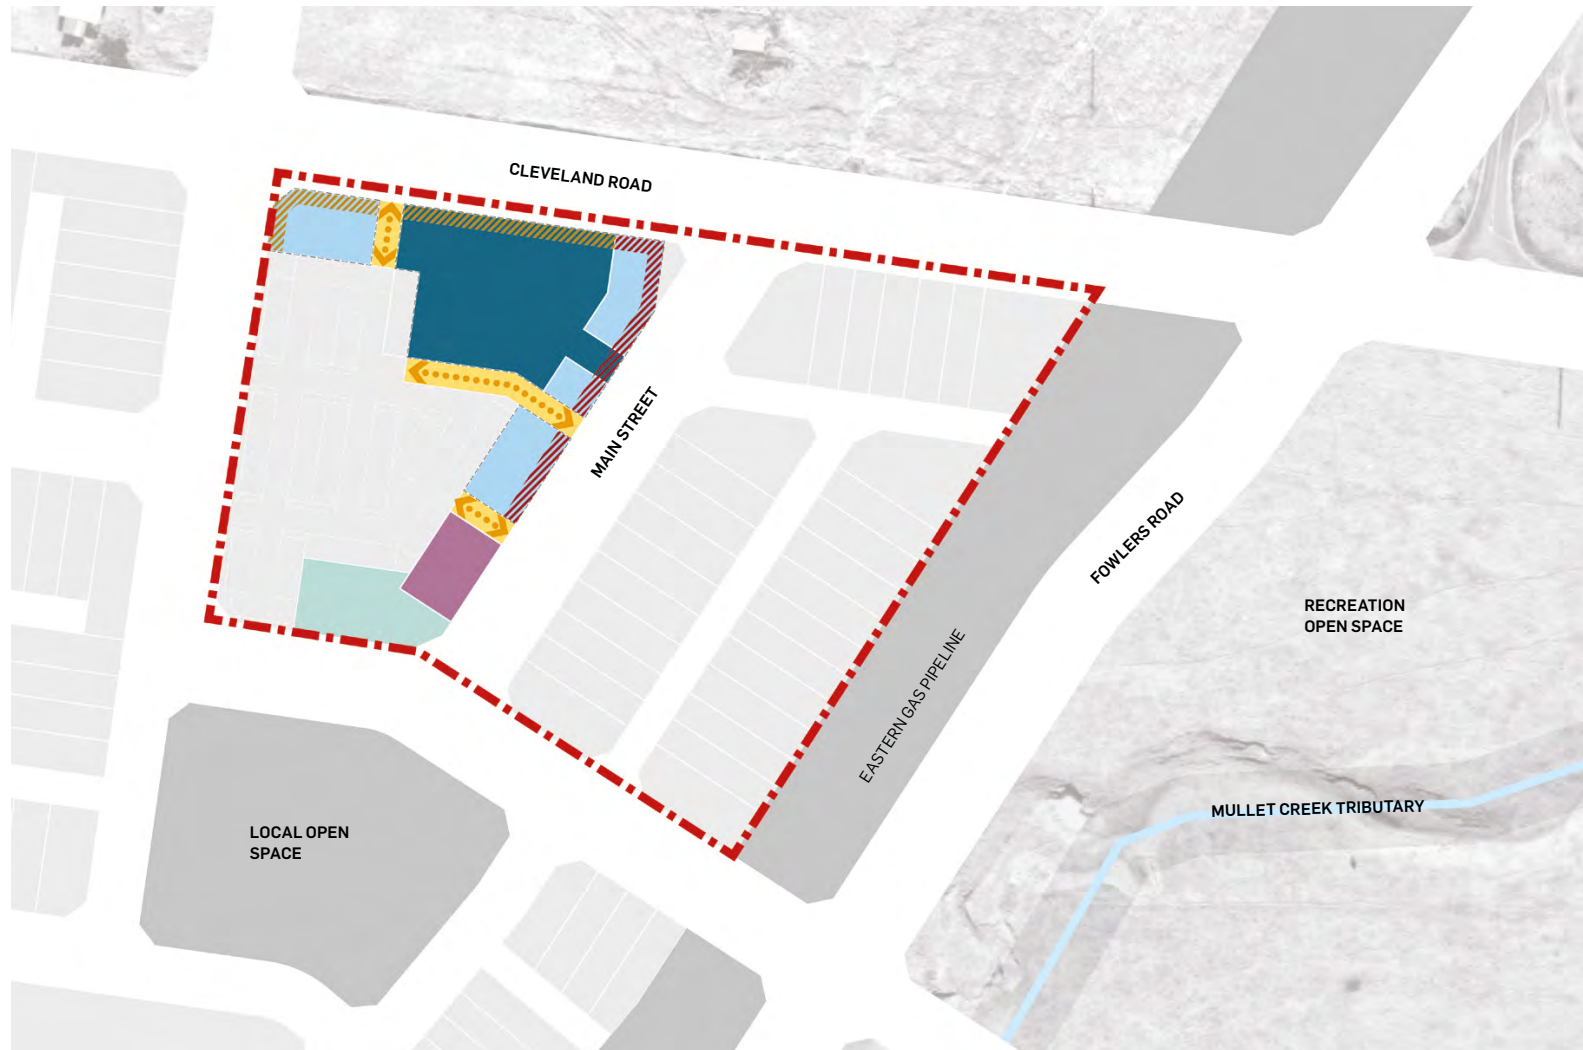 CLEVELAND ROAD
MAIN STREET
FOWLERS ROAD
RECREATION
OPEN SPACE
EASTERN GAS PIPELINE
MULLET CREEK TRIBUTARY
LOCAL OPEN
SPACE